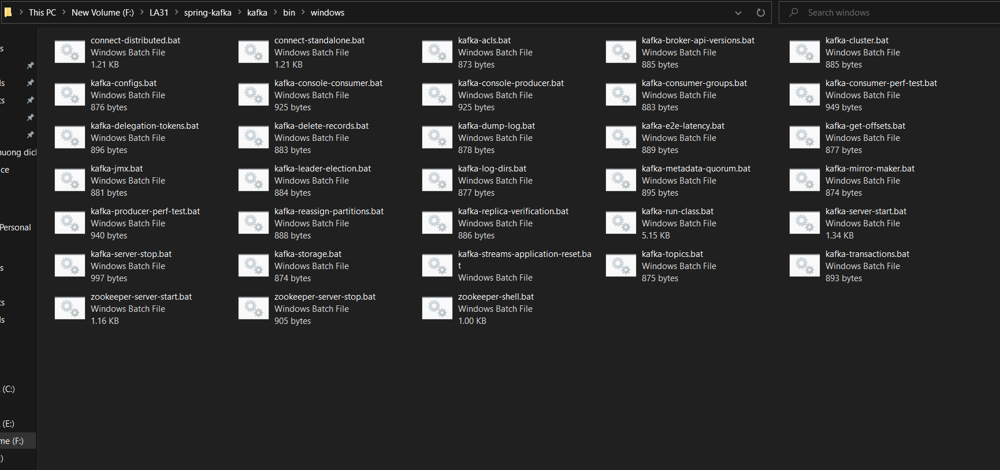 This PC > New Volume (F:) > LA31 > spring-kafka > kafka > bin > windows
Search windows
connect-distributed.bat
Windows Batch File
1.21 KB
connect-standalone.bat
Windows Batch File
1.21 KB
kafka-acls.bat
Windows Batch File
873 bytes
kafka-broker-api-versions.bat
Windows Batch File
885 bytes
kafka-cluster.bat
Windows Batch File
885 bytes
kafka-configs.bat
Windows Batch File
876 bytes
kafka-console-consumer.bat
Windows Batch File
925 bytes
kafka-console-producer.bat
Windows Batch File
925 bytes
kafka-consumer-groups.bat
Windows Batch File
883 bytes
kafka-consumer-perf-test.bat
Windows Batch File
949 bytes
kafka-delegation-tokens.bat
Windows Batch File
896 bytes
kafka-delete-records.bat
Windows Batch File
883 bytes
kafka-dump-log.bat
Windows Batch File
878 bytes
kafka-e2e-latency.bat
Windows Batch File
889 bytes
kafka-get-offsets.bat
Windows Batch File
877 bytes
kafka-jmx.bat
Windows Batch File
881 bytes
kafka-leader-election.bat
Windows Batch File
884 bytes
kafka-log-dirs.bat
Windows Batch File
877 bytes
kafka-metadata-quorum.bat
Windows Batch File
895 bytes
kafka-mirror-maker.bat
Windows Batch File
874 bytes
kafka-producer-perf-test.bat
Windows Batch File
940 bytes
kafka-reassign-partitions.bat
Windows Batch File
888 bytes
kafka-replica-verification.bat
Windows Batch File
886 bytes
kafka-run-class.bat
Windows Batch File
5.15 KB
kafka-server-start.bat
Windows Batch File
1.34 KB
kafka-server-stop.bat
Windows Batch File
997 bytes
kafka-storage.bat
Windows Batch File
874 bytes
kafka-streams-application-reset.ba
t
Windows Batch File
kafka-topics.bat
Windows Batch File
875 bytes
kafka-transactions.bat
Windows Batch File
893 bytes
zookeeper-server-start.bat
Windows Batch File
1.16 KB
zookeeper-server-stop.bat
Windows Batch File
905 bytes
zookeeper-shell.bat
Windows Batch File
1.00 KB
Personal
(C:)
(E:)
(F:)